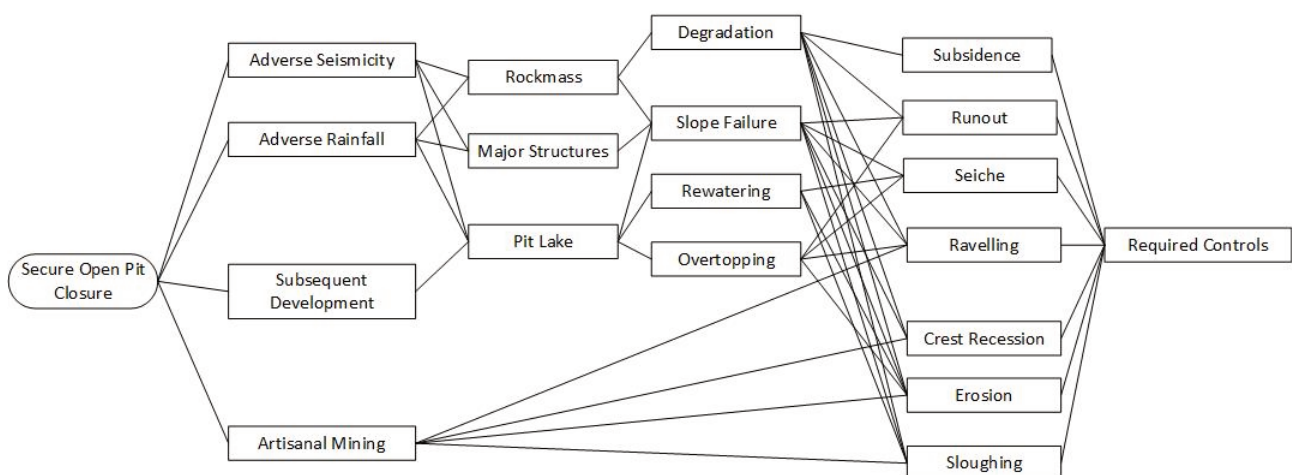 Secure Open Pit
Closure
Adverse Seismicity
Adverse Rainfall
Subsequent
Development
Artisanal Mining
Rockmass
Major Structures
Pit Lake
Degradation
Slope Failure
Rewatering
Overtopping
Subsidence
Runout
Seiche
Ravelling
Crest Recession
Erosion
Sloughing
Required Controls